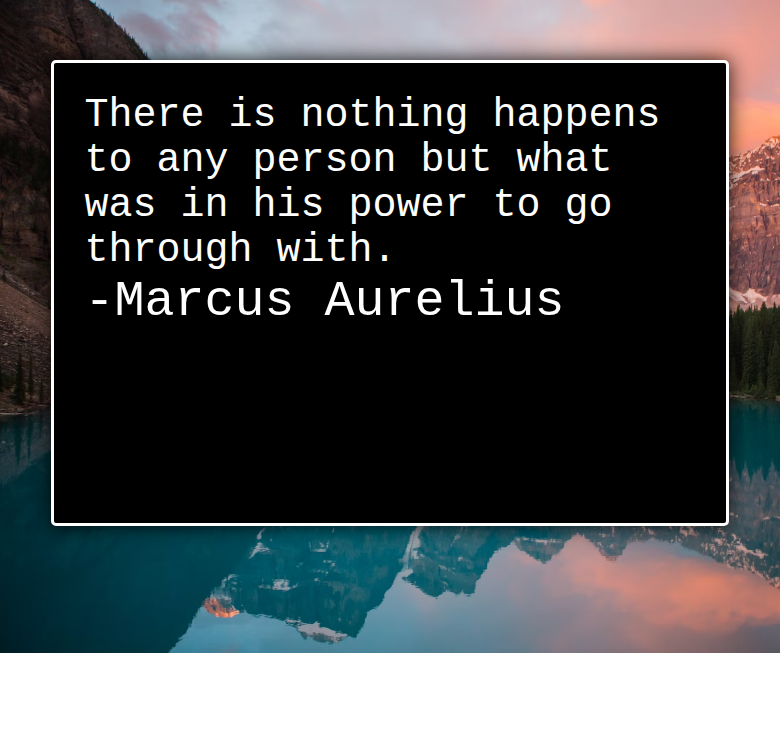 There is nothing happens
to any person but what
was in his power to go
through with.
-Marcus Aurelius